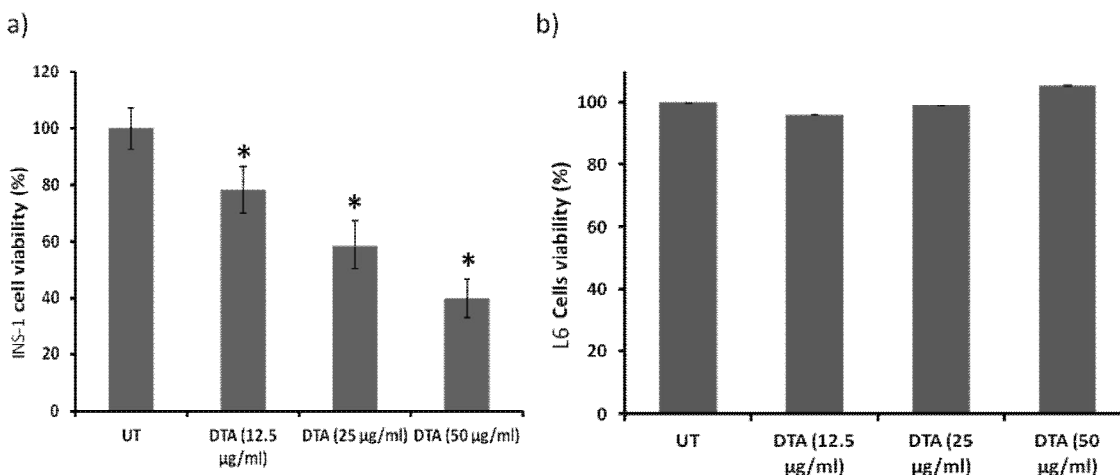 a)
INS-1 cell viability (%)
120
100
80
60
40
20
0
*
*
*
UT
DTA (12.5
µg/ml)
DTA (25 µg/ml)
DTA (50 µg/ml)
b)
L6 Cells viability (%)
100
80
60
40
20
0
UT
DTA (12.5
µg/ml)
DTA (25
µg/ml)
DTA (50
µg/ml)